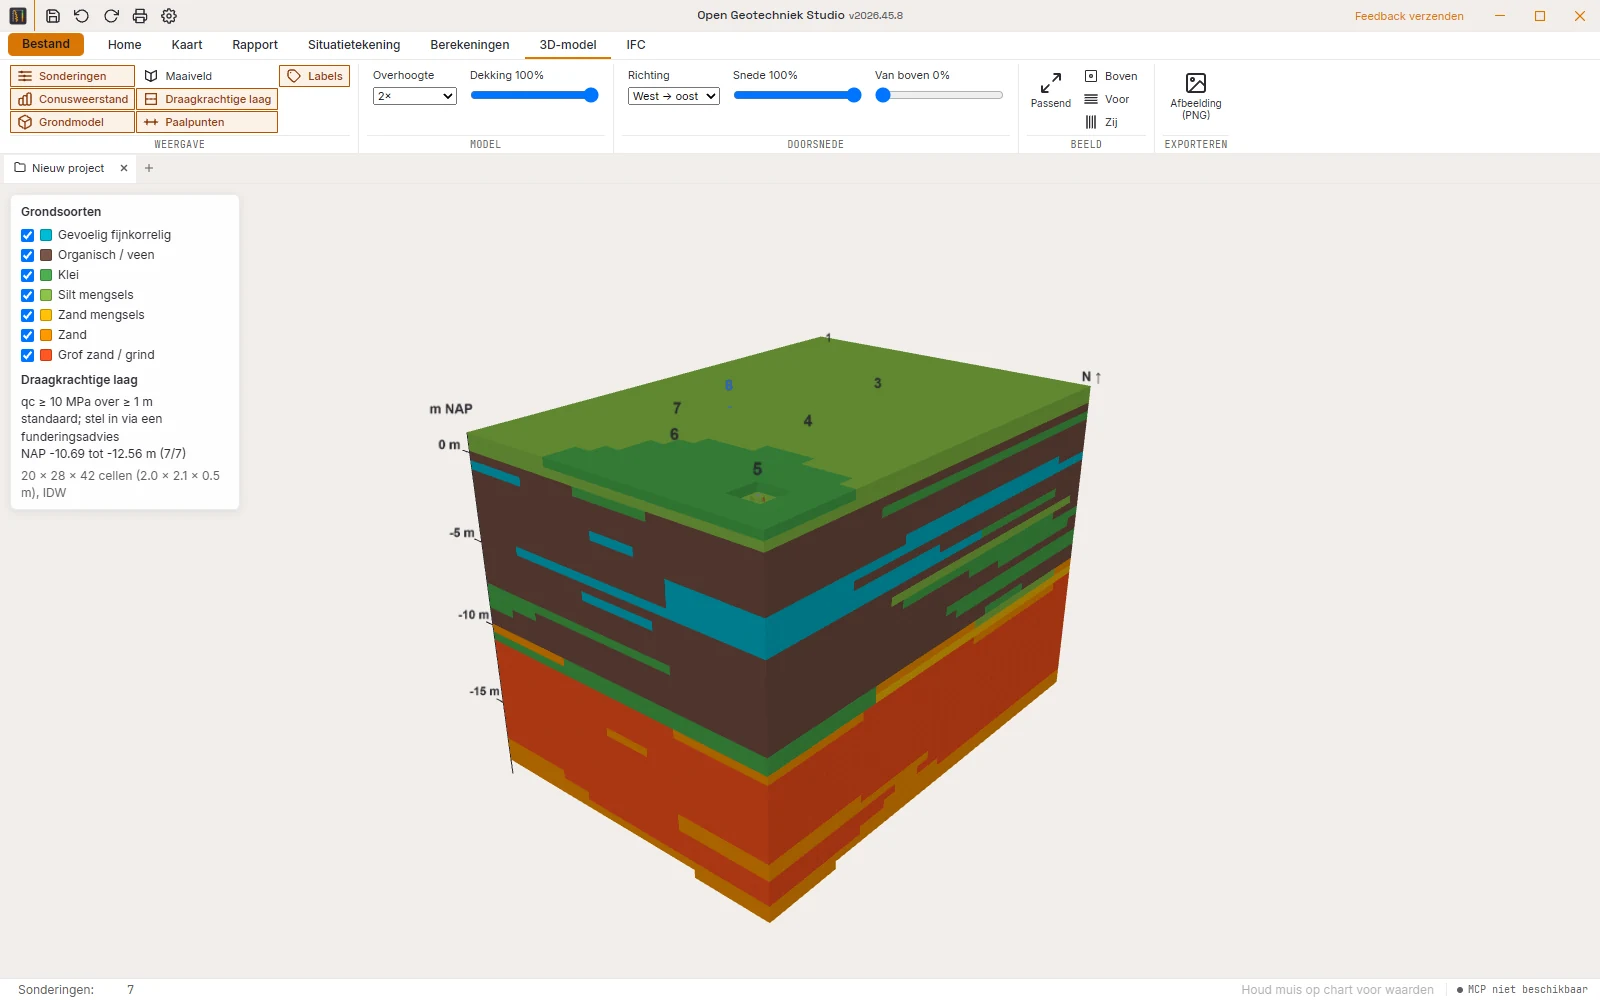 Open Geotechniek Studio v2026.45.8
Feedback verzenden
Bestand
Home
Kaart
Rapport
Situatietekening
Berekeningen
3D-model
IFC
Sonderingen
Maaiveld
Labels
Conusweerstand
Draagkrachtige laag
Grondmodel
Paalpunten
WEERGAVE
Overhoogte
2×
Dekking 100%
MODEL
Richting
West → oost
Snede 100%
Van boven 0%
DOORSNEDE
Passend
Boven
Voor
Zij
BEELD
Afbeelding
(PNG)
EXPORTEREN
Nieuw project
Grondsoorten
Gevoelig fijnkorrelig
Organisch / veen
Klei
Silt mengsels
Zand mengsels
Zand
Grof zand / grind
Draagkrachtige laag
qc ≥ 10 MPa over ≥ 1 m
standaard; stel in via een
funderingsadvies
NAP -10.69 tot -12.56 m (7/7)
20 × 28 × 42 cellen (2.0 × 2.1 × 0.5
m), IDW
1
N ↑
3
8
7
4
6
5
m NAP
0 m
-5 m
-10 m
-15 m
Sonderingen: 7
Houd muis op chart voor waarden
MCP niet beschikbaar